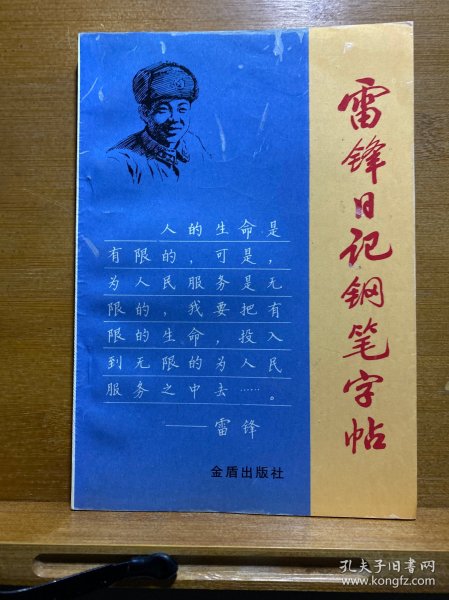 雷锋日记钢笔字帖
人的生命是
有限的，可是，
为人民服务是无
限的，我要把有
限的生命，投入
到无限的为人民
服务之中去……。
——雷锋
金盾出版社
孔夫子旧书网
www.kongfz.com